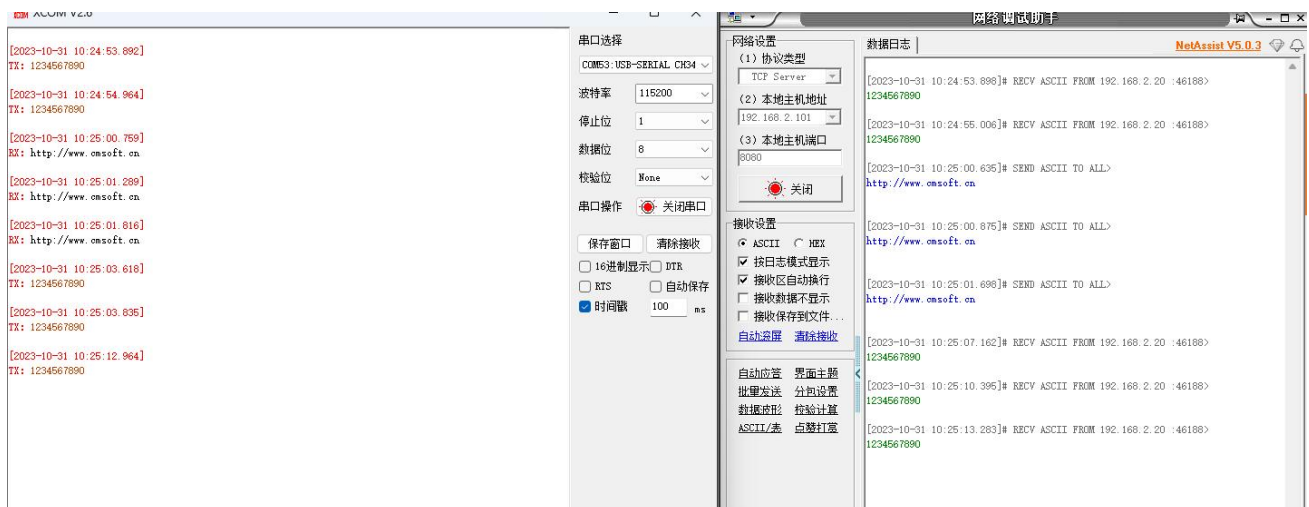 XCOM V2.6
[2023-10-31 10:24:53.892]
TX: 1234567890
[2023-10-31 10:24:54.964]
TX: 1234567890
[2023-10-31 10:25:00.759]
RX: http://www.cmsoft.cn
[2023-10-31 10:25:01.289]
RX: http://www.cmsoft.cn
[2023-10-31 10:25:01.816]
RX: http://www.cmsoft.cn
[2023-10-31 10:25:03.618]
TX: 1234567890
[2023-10-31 10:25:03.835]
TX: 1234567890
[2023-10-31 10:25:12.964]
TX: 1234567890
串口选择
COM53:USB-SERIAL CH34
波特率 115200
停止位 1
数据位 8
校验位 None
串口操作 关闭串口
保存窗口 清除接收
16进制显示 DTR
RTS 自动保存
时间戳 100 ms
网络调试助手
网络设置
(1) 协议类型
TCP Server
(2) 本地主机地址
192.168.2.101
(3) 本地主机端口
8080
关闭
接收设置
ASCII HEX
按日志模式显示
接收区自动换行
接收数据不显示
接收保存到文件...
自动滚屏 清除接收
自动应答 界面主题
批量发送 分包设置
数据波形 校验计算
ASCII/表 点赞打赏
数据日志 NetAssist V5.0.3
[2023-10-31 10:24:53.898]# RECV ASCII FROM 192.168.2.20 :46188>
1234567890
[2023-10-31 10:24:55.006]# RECV ASCII FROM 192.168.2.20 :46188>
1234567890
[2023-10-31 10:25:00.635]# SEND ASCII TO ALL>
http://www.cmsoft.cn
[2023-10-31 10:25:00.875]# SEND ASCII TO ALL>
http://www.cmsoft.cn
[2023-10-31 10:25:01.698]# SEND ASCII TO ALL>
http://www.cmsoft.cn
[2023-10-31 10:25:07.162]# RECV ASCII FROM 192.168.2.20 :46188>
1234567890
[2023-10-31 10:25:10.395]# RECV ASCII FROM 192.168.2.20 :46188>
1234567890
[2023-10-31 10:25:13.283]# RECV ASCII FROM 192.168.2.20 :46188>
1234567890